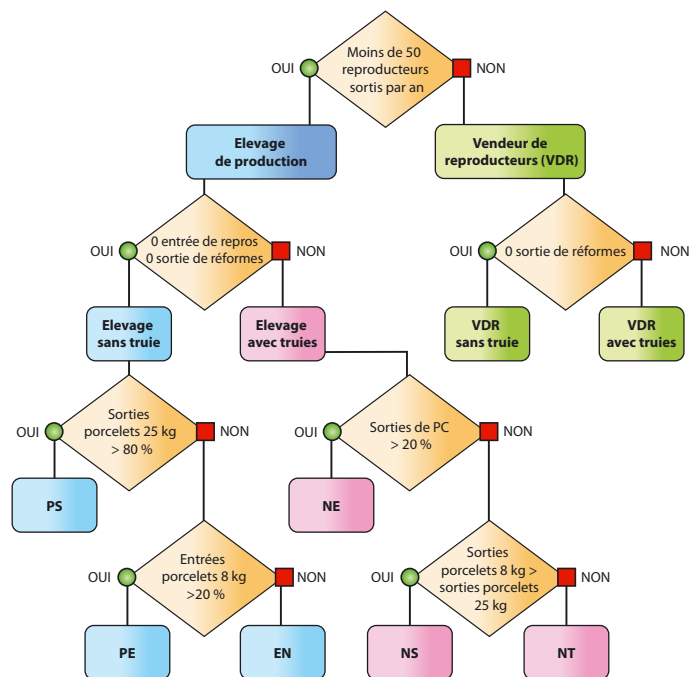 Moins de 50
reproducteurs
sortis par an
OUI
NON
Elevage
de production
Vendeur de
reproducteurs (VDR)
OUI
0 entrée de repros
0 sortie de réformes
NON
OUI
0 sortie de réformes
NON
Elevage
sans truie
Elevage
avec truies
VDR
sans truie
VDR
avec truies
OUI
Sorties
porcelets 25 kg
> 80 %
NON
OUI
Sorties de PC
> 20 %
NON
PS
NE
OUI
Entrées
porcelets 8 kg
>20 %
NON
OUI
Sorties
porcelets 8 kg >
sorties porcelets
25 kg
NON
PE
EN
NS
NT